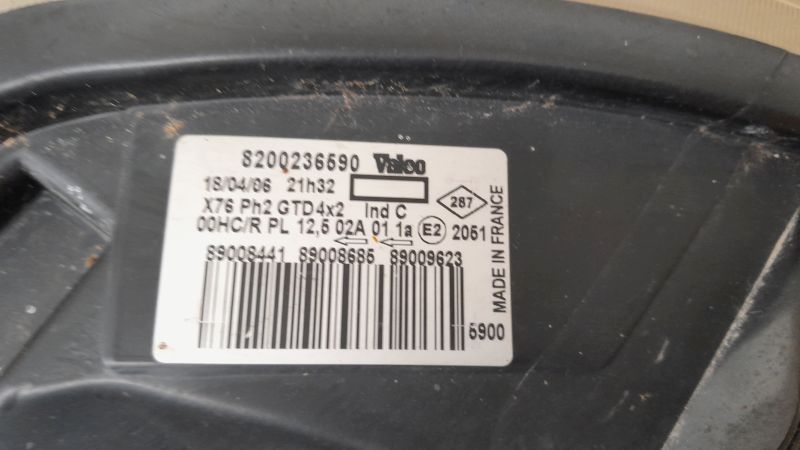 8200236590 Valeo
18/04/06 21h32
287
X76 Ph2 GTD4x2 Ind C
00HC/R PL 12,5 02A 01 1a E2 2051
89008441 89008685 89009623
5900
MADE IN FRANCE